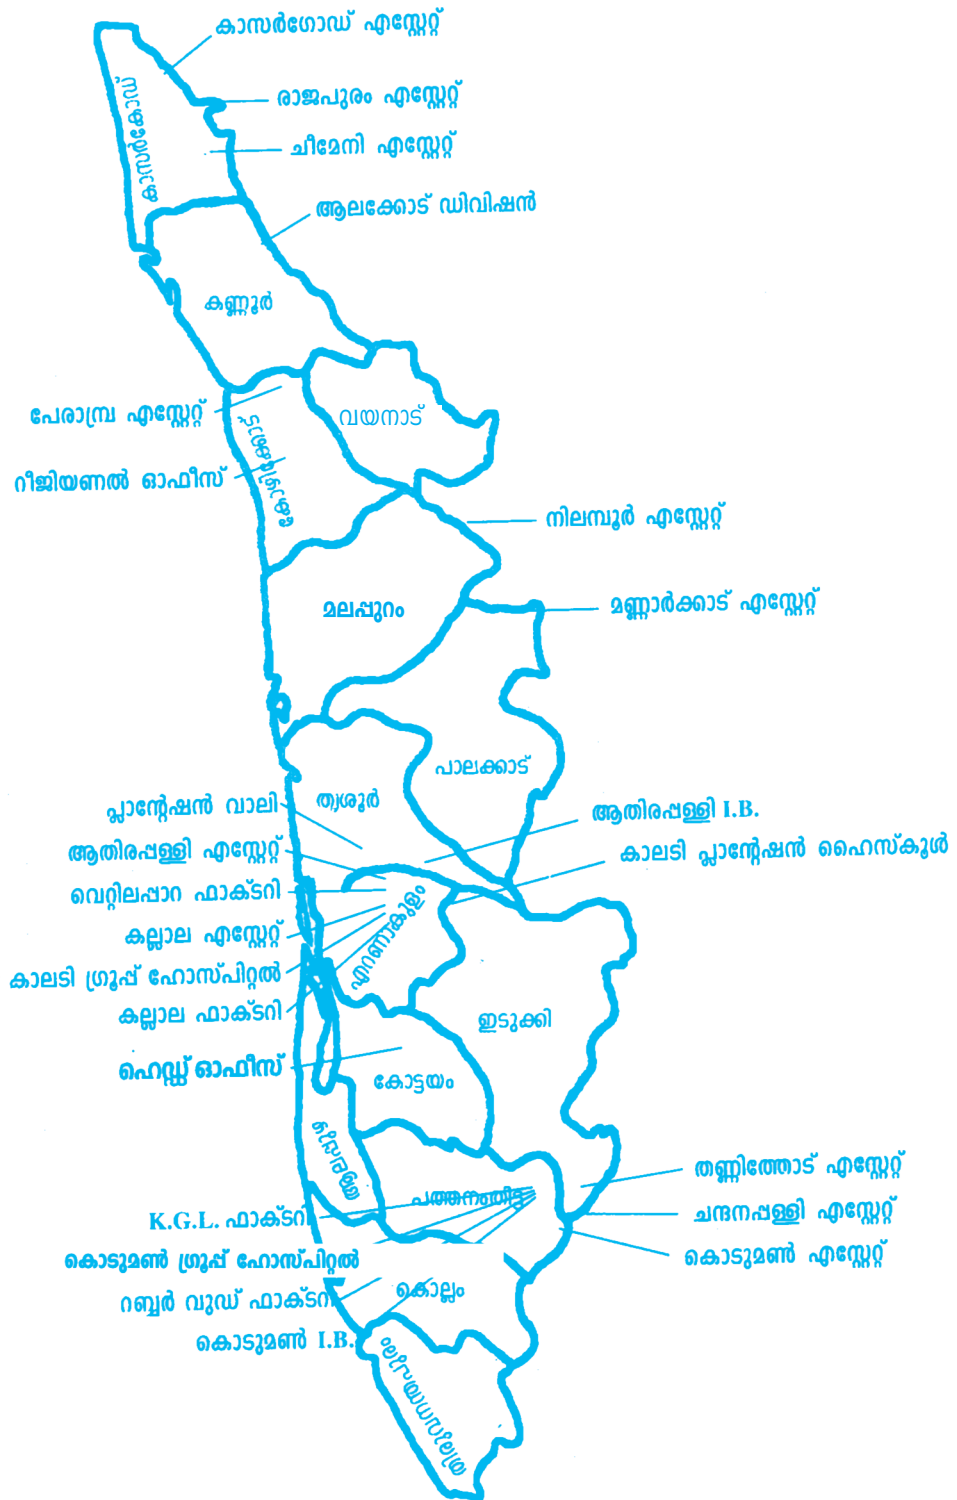 കാസർഗോഡ് എസ്റ്റേറ്റ്
രാജപുരം എസ്റ്റേറ്റ്
കാസർകോഡ്
ചീമേനി എസ്റ്റേറ്റ്
ആലക്കോട് ഡിവിഷൻ
കണ്ണൂർ
പേരാമ്പ്ര എസ്റ്റേറ്റ്
വയനാട്
കോഴിക്കോട്
റീജിയണൽ ഓഫീസ്
നിലമ്പൂർ എസ്റ്റേറ്റ്
മലപ്പുറം
മണ്ണാർക്കാട് എസ്റ്റേറ്റ്
പാലക്കാട്
തൃശൂർ
പ്ലാന്റേഷൻ വാലി
ആതിരപ്പള്ളി I.B.
ആതിരപ്പള്ളി എസ്റ്റേറ്റ്
കാലടി പ്ലാന്റേഷൻ ഹൈസ്കൂൾ
വെറ്റിലപ്പാറ ഫാക്ടറി
കല്ലാല എസ്റ്റേറ്റ്
എറണാകുളം
കാലടി ഗ്രൂപ്പ് ഹോസ്പിറ്റൽ
കല്ലാല ഫാക്ടറി
ഇടുക്കി
ഹെഡ്ഡ് ഓഫീസ്
കോട്ടയം
ആലപ്പുഴ
തണ്ണിത്തോട് എസ്റ്റേറ്റ്
പത്തനംതിട്ട
K.G.L. ഫാക്ടറി
ചന്ദനപ്പള്ളി എസ്റ്റേറ്റ്
കൊടുമൺ എസ്റ്റേറ്റ്
കൊടുമൺ ഗ്രൂപ്പ് ഹോസ്പിറ്റൽ
കൊല്ലം
റബ്ബർ വുഡ് ഫാക്ടറി
കൊടുമൺ I.B.
തിരുവനന്തപുരം